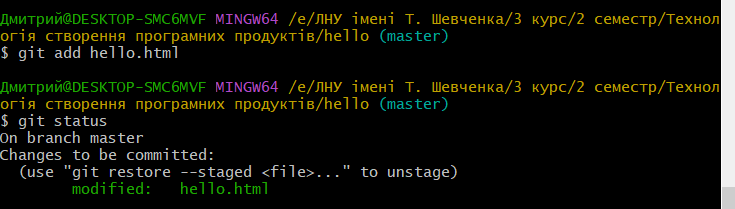 Дмитрий@DESKTOP-SMC6MVF MINGW64 /e/ЛНУ імені Т. Шевченка/3 курс/2 семестр/Технол
огія створення програмних продуктів/hello (master)
$ git add hello.html
Дмитрий@DESKTOP-SMC6MVF MINGW64 /e/ЛНУ імені Т. Шевченка/3 курс/2 семестр/Технол
огія створення програмних продуктів/hello (master)
$ git status
On branch master
Changes to be committed:
  (use "git restore --staged <file>..." to unstage)
        modified:   hello.html